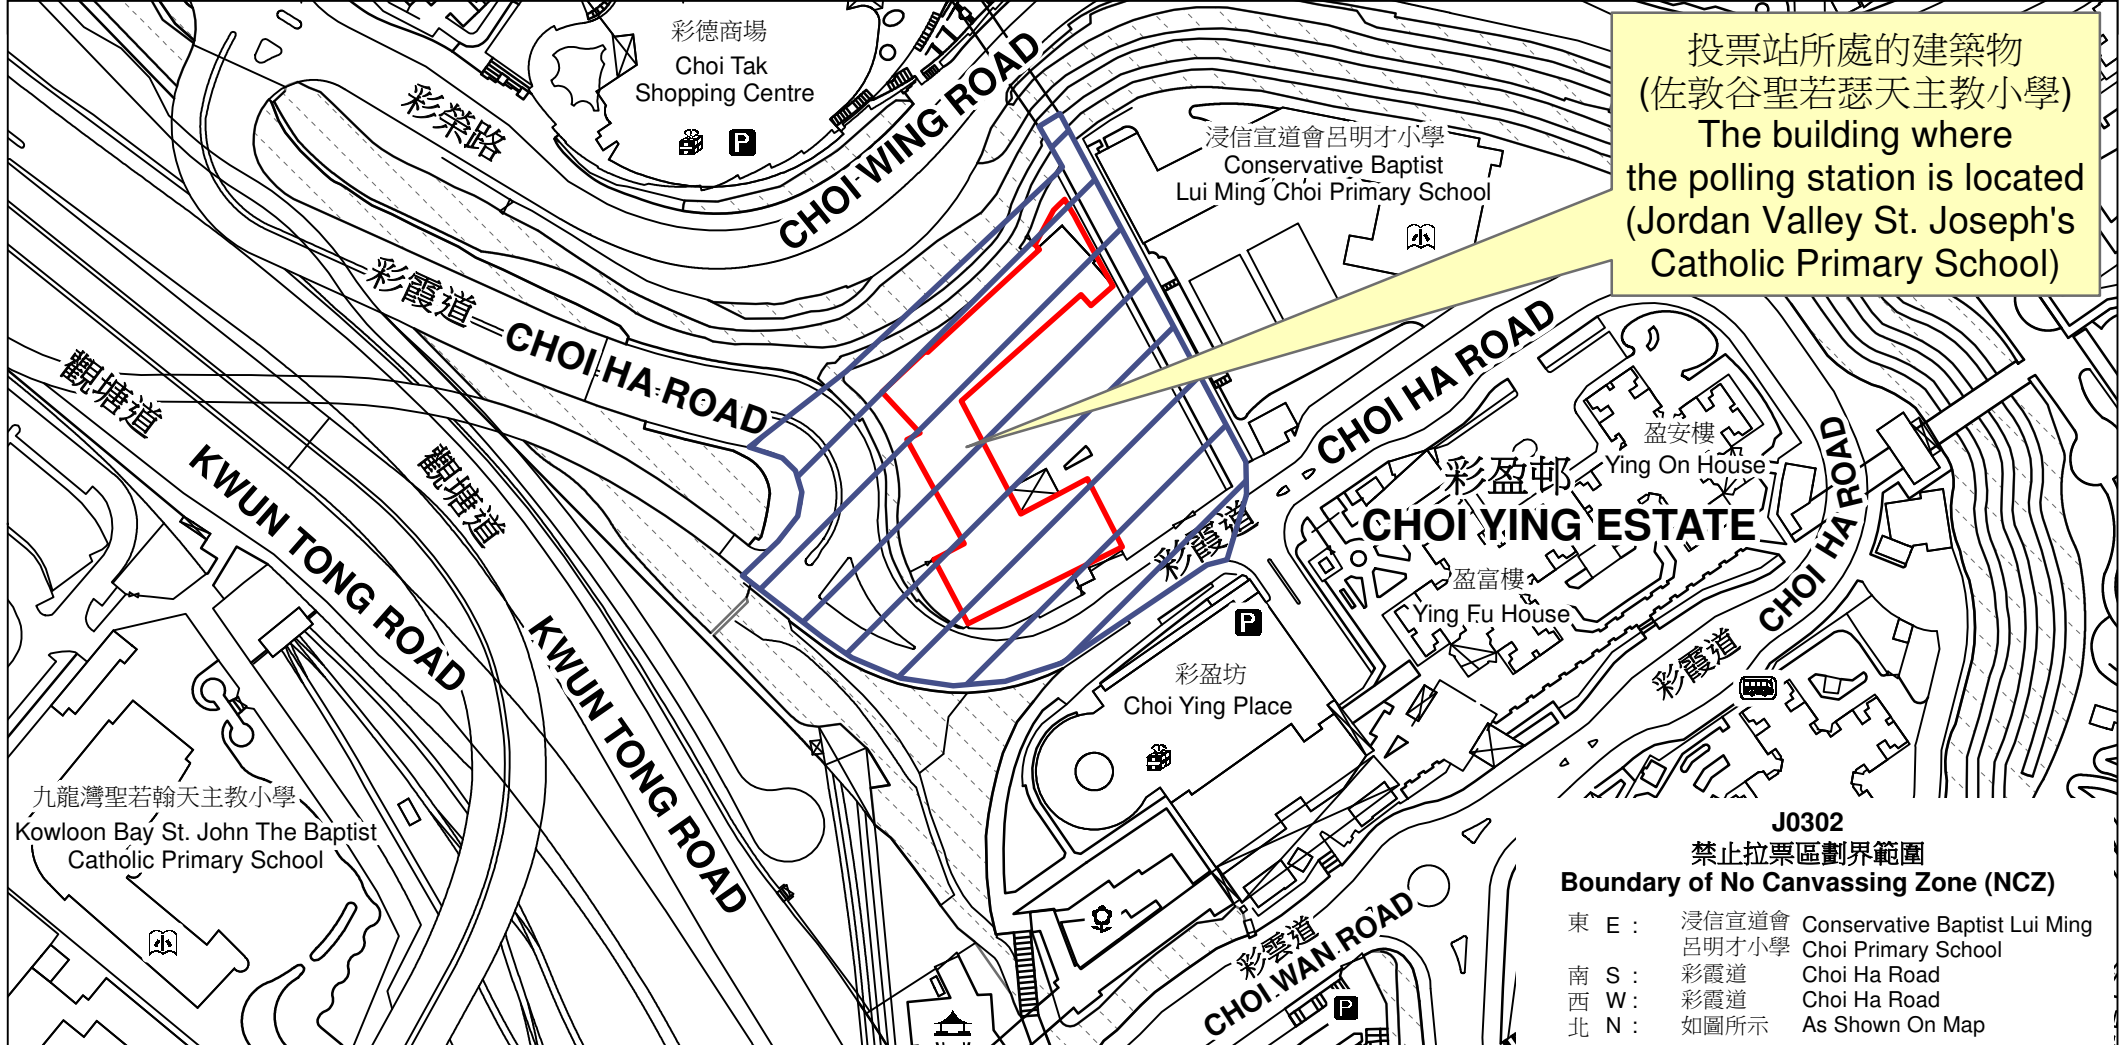 彩德商場
Choi Tak
Shopping Centre
117
彩榮路
CHOI WING ROAD
投票站所處的建築物
(佐敦谷聖若瑟天主教小學)
The building where
the polling station is located
(Jordan Valley St. Joseph's
Catholic Primary School)
浸信宣道會呂明才小學
Conservative Baptist
Lui Ming Choi Primary School
小
彩霞道
CHOI HA ROAD
觀塘道
KWUN TONG ROAD
觀塘道
KWUN TONG ROAD
CHOI HA ROAD
彩霞道
盈安樓
Ying On House
彩盈邨
CHOI YING ESTATE
盈富樓
Ying Fu House
CHOI HA ROAD
彩霞道
P
P
彩盈坊
Choi Ying Place
九龍灣聖若翰天主教小學
Kowloon Bay St. John The Baptist
Catholic Primary School
小
彩雲道
CHOI WAN ROAD
P
J0302
禁止拉票區劃界範圍
Boundary of No Canvassing Zone (NCZ)
東 E : 浸信宣道會 Conservative Baptist Lui Ming
呂明才小學 Choi Primary School
南 S : 彩霞道 Choi Ha Road
西 W : 彩霞道 Choi Ha Road
北 N : 如圖所示 As Shown On Map